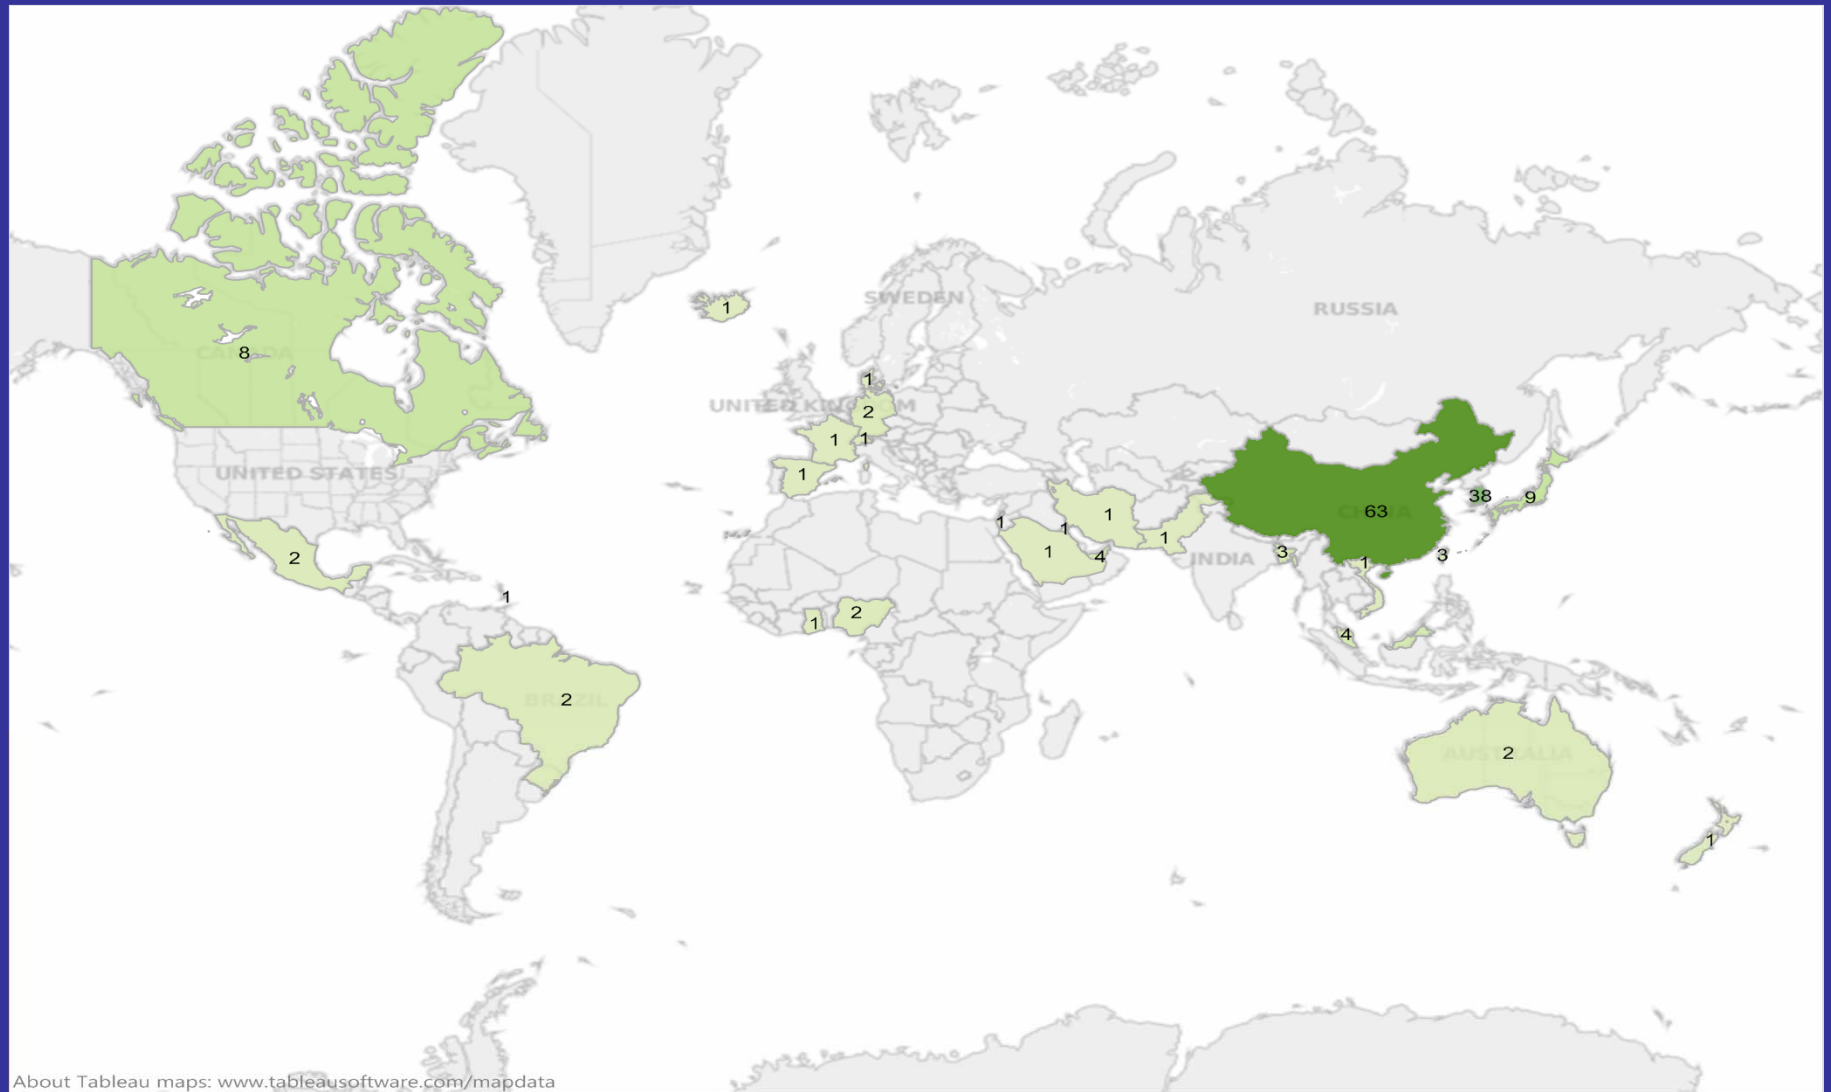 1
SWEDEN
RUSSIA
CANADA
8
1
UNITED KINGDOM
2
1
1
UNITED STATES
1
38
9
CHINA
63
1
1
1
1
1
3
3
INDIA
1
4
2
1
1
2
1
4
BRAZIL
2
AUSTRALIA
2
1
About Tableau maps: www.tableausoftware.com/mapdata